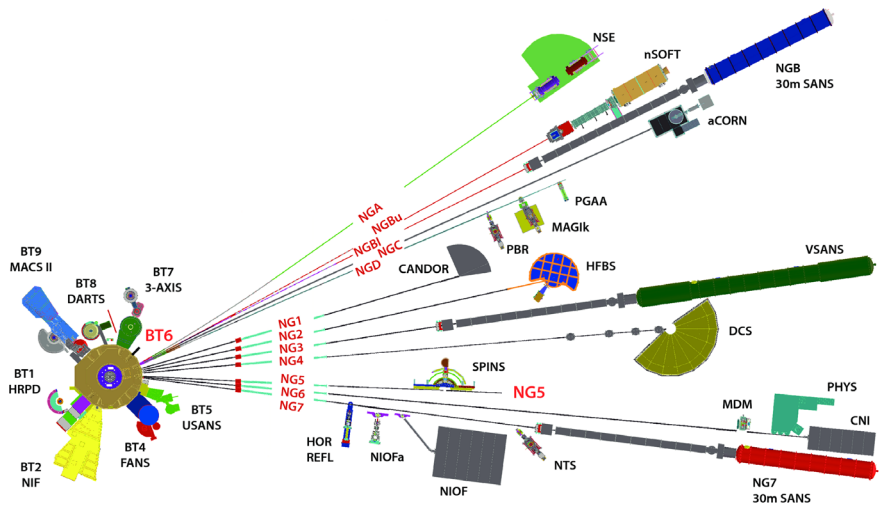 NSE
nSOFT
NGB
30m SANS
aCORN
NGA
NGBu
NGBl
NGC
NGD
PGAA
MAGIk
PBR
BT9
MACS II
BT8
DARTS
BT7
3-AXIS
BT6
CANDOR
HFBS
VSANS
NG1
NG2
NG3
NG4
DCS
BT1
HRPD
SPINS
NG5
NG6
NG7
NG5
BT5
USANS
BT4
FANS
BT2
NIF
HOR
REFL
NIOFa
NIOF
NTS
MDM
PHYS
CNI
NG7
30m SANS